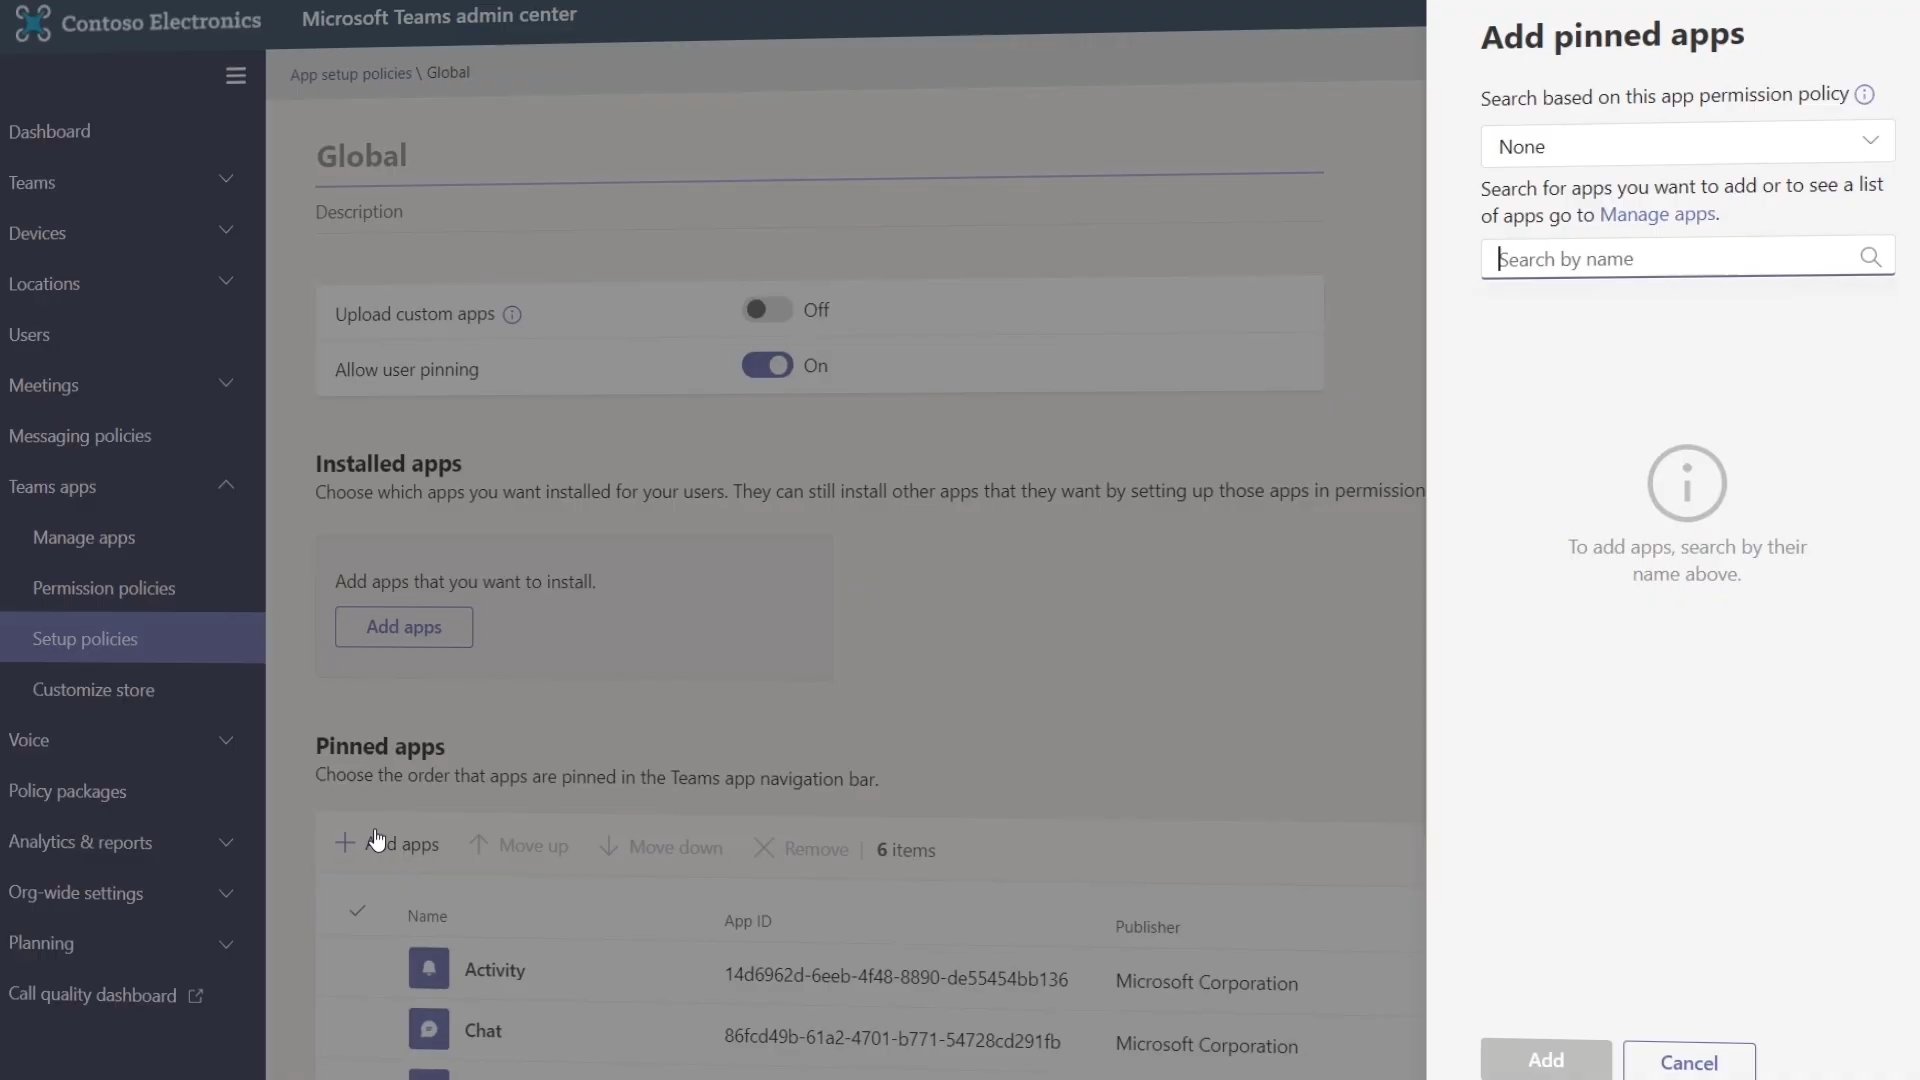 Contoso Electronics
Microsoft Teams admin center
Dashboard
Teams
Devices
Locations
Users
Meetings
Messaging policies
Teams apps
Manage apps
Permission policies
Setup policies
Customize store
Voice
Policy packages
Analytics & reports
Org-wide settings
Planning
Call quality dashboard
App setup policies \ Global
Global
Description
Upload custom apps Off
Allow user pinning On
Installed apps
Choose which apps you want installed for your users. They can still install other apps that they want by setting up those apps in permission
Add apps that you want to install.
Add apps
Pinned apps
Choose the order that apps are pinned in the Teams app navigation bar.
Add apps Move up Move down Remove | 6 items
Name App ID Publisher
Activity 14d6962d-6eeb-4f48-8890-de55454bb136 Microsoft Corporation
Chat 86fcd49b-61a2-4701-b771-54728cd291fb Microsoft Corporation
Add pinned apps
Search based on this app permission policy
None
Search for apps you want to add or to see a list
of apps go to Manage apps.
Search by name
To add apps, search by their
name above.
Add Cancel